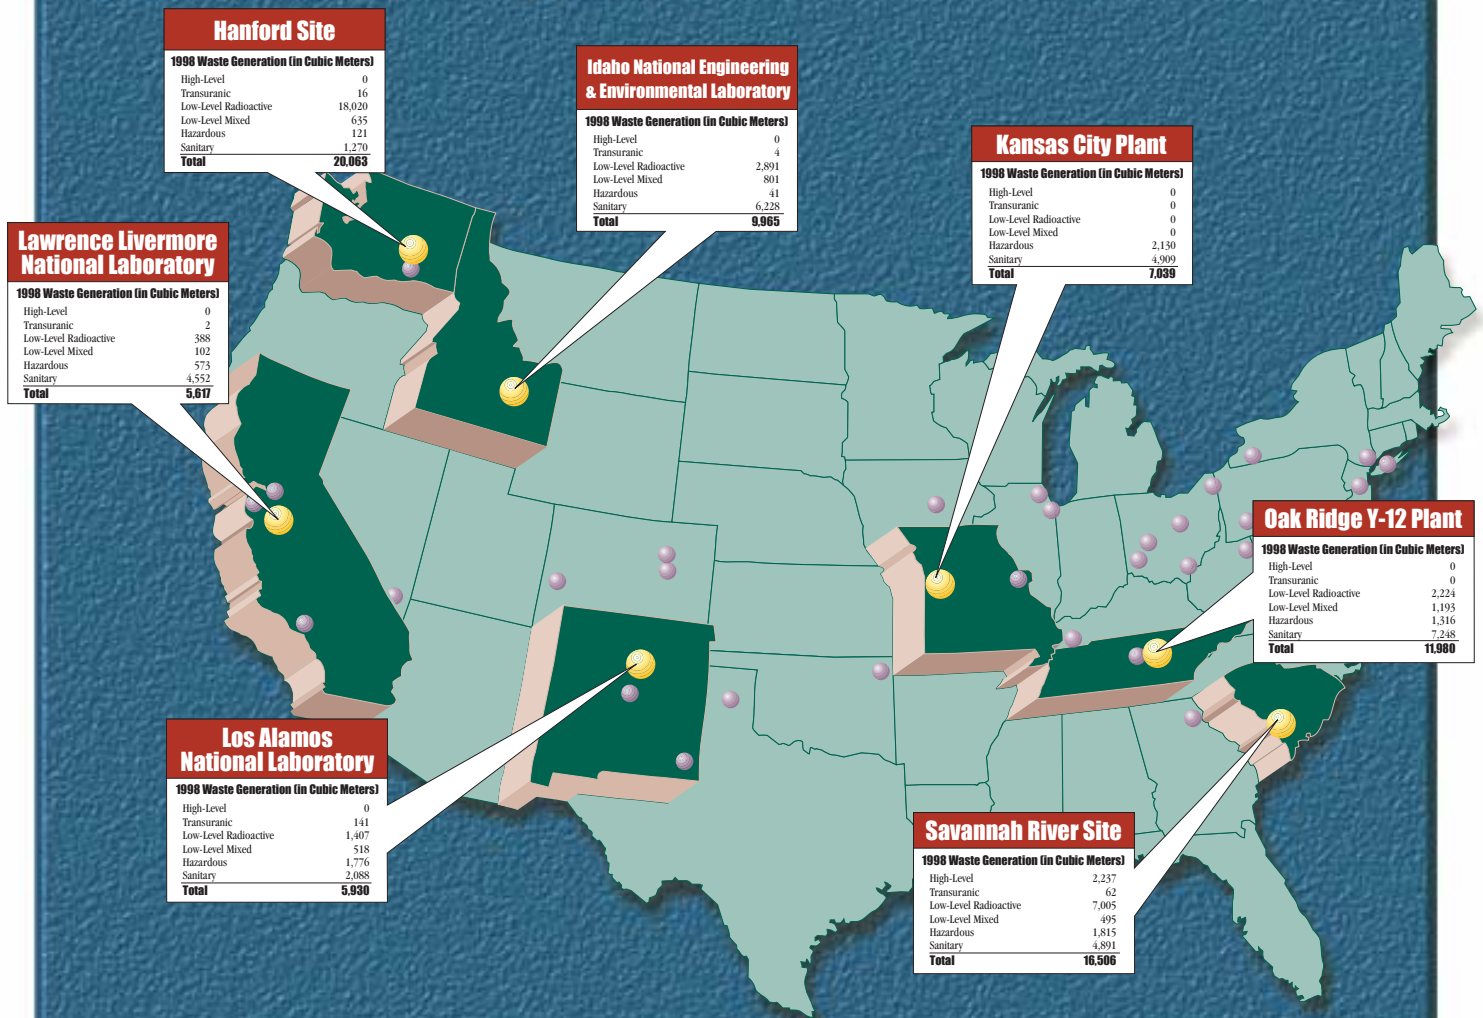 Hanford Site
1998 Waste Generation (in Cubic Meters)
High-Level 0
Transuranic 16
Low-Level Radioactive 18,020
Low-Level Mixed 635
Hazardous 121
Sanitary 1,270
Total 20,063
Idaho National Engineering
& Environmental Laboratory
1998 Waste Generation (in Cubic Meters)
High-Level 0
Transuranic 4
Low-Level Radioactive 2,891
Low-Level Mixed 801
Hazardous 41
Sanitary 6,228
Total 9,965
Kansas City Plant
1998 Waste Generation (in Cubic Meters)
High-Level 0
Transuranic 0
Low-Level Radioactive 0
Low-Level Mixed 0
Hazardous 2,130
Sanitary 4,909
Total 7,039
Lawrence Livermore
National Laboratory
1998 Waste Generation (in Cubic Meters)
High-Level 0
Transuranic 2
Low-Level Radioactive 388
Low-Level Mixed 102
Hazardous 573
Sanitary 4,552
Total 5,617
Oak Ridge Y-12 Plant
1998 Waste Generation (in Cubic Meters)
High-Level 0
Transuranic 0
Low-Level Radioactive 2,224
Low-Level Mixed 1,193
Hazardous 1,316
Sanitary 7,248
Total 11,980
Los Alamos
National Laboratory
1998 Waste Generation (in Cubic Meters)
High-Level 0
Transuranic 141
Low-Level Radioactive 1,407
Low-Level Mixed 518
Hazardous 1,776
Sanitary 2,088
Total 5,930
Savannah River Site
1998 Waste Generation (in Cubic Meters)
High-Level 2,237
Transuranic 62
Low-Level Radioactive 7,005
Low-Level Mixed 495
Hazardous 1,815
Sanitary 4,891
Total 16,506